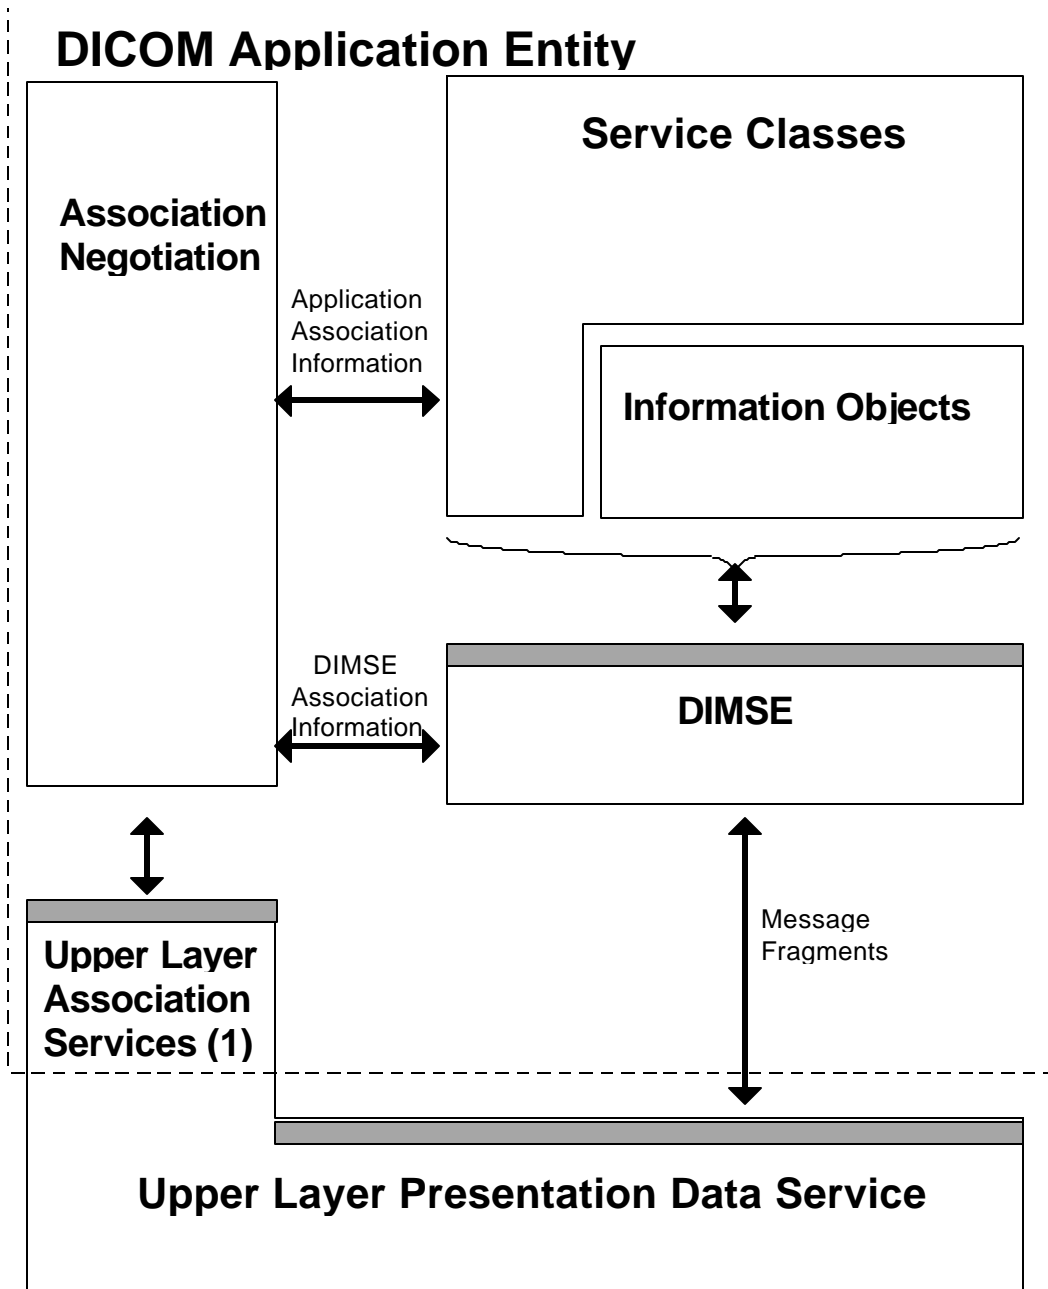 DICOM Application Entity
Service Classes
Association
Negotiation
Application
Association
Information
Information Objects
DIMSE
Association
Information
DIMSE
Message
Fragments
Upper Layer
Association
Services (1)
Upper Layer Presentation Data Service